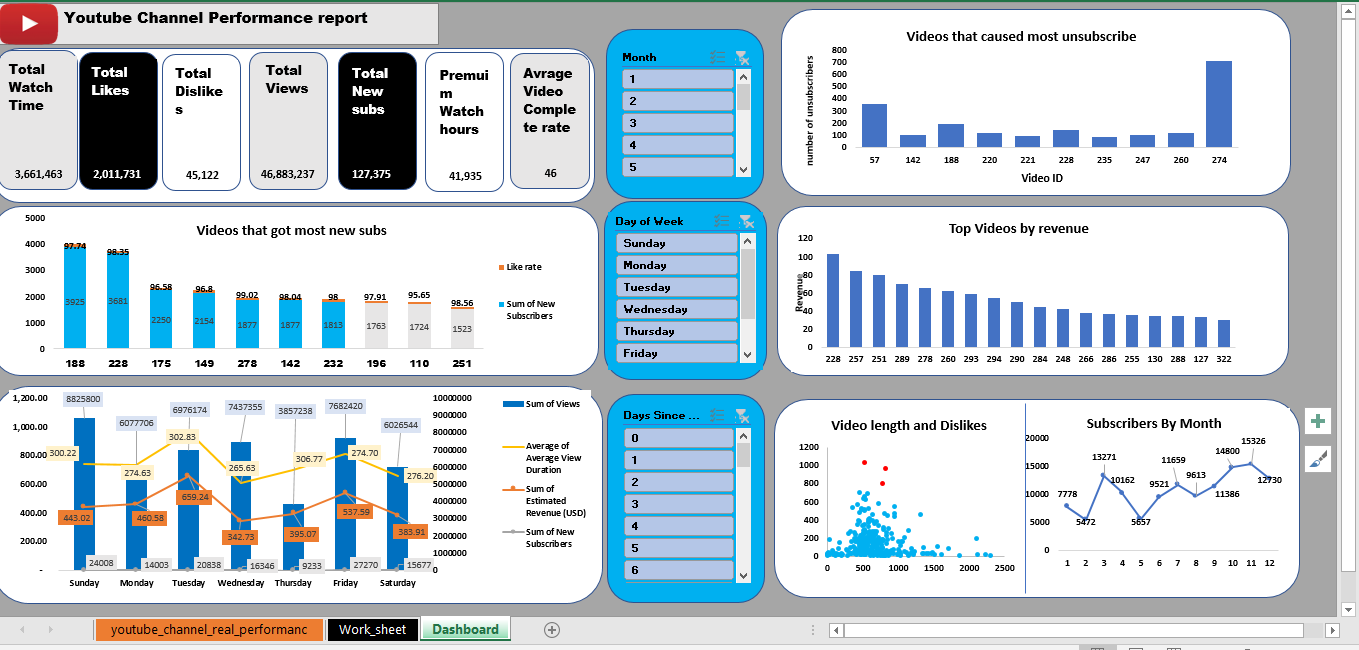 Youtube Channel Performance report
Total
Watch
Time
3,661,463
Total
Likes
2,011,731
Total
Dislike
s
45,122
Total
Views
46,883,237
Total
New
subs
127,375
Premui
m
Watch
hours
41,935
Avrage
Video
Comple
te rate
46
Month
1
2
3
4
5
Videos that caused most unsubscribe
number of unsubscribers
800
700
600
500
400
300
200
100
0
57 142 188 220 221 228 235 247 260 274
Video ID
Videos that got most new subs
5000
4000
3000
2000
1000
0
97.74 98.35 96.58 96.8 99.02 98.04 98 97.91 95.65 98.56
3925 3681 2250 2154 1877 1877 1813 1763 1724 1523
188 228 175 149 278 142 232 196 110 251
Like rate
Sum of New
Subscribers
Day of Week
Sunday
Monday
Tuesday
Wednesday
Thursday
Friday
Top Videos by revenue
Revenue
120
100
80
60
40
20
0
228 257 251 289 278 260 293 294 290 284 248 266 286 255 130 288 127 322
1,200.00
1,000.00
800.00
600.00
400.00
200.00
-
8825800 6077706 6976174 7437355 3857238 7682420 6026544
300.22 274.63 302.83 265.63 306.77 274.70 276.20
443.02 460.58 659.24 342.73 395.07 537.59 383.91
24008 14003 20838 16346 9233 27270 15677
Sunday Monday Tuesday Wednesday Thursday Friday Saturday
10000000
9000000
8000000
7000000
6000000
5000000
4000000
3000000
2000000
1000000
0
Sum of Views
Average of
Average View
Duration
Sum of
Estimated
Revenue (USD)
Sum of New
Subscribers
Days Since ...
0
1
2
3
4
5
6
Video length and Dislikes
1200
1000
800
600
400
200
0
0 500 1000 1500 2000 2500
Subscribers By Month
20000
15000
10000
5000
0
7778 5472 13271 10162 5657 9521 11659 9613 11386 14800 15326 12730
1 2 3 4 5 6 7 8 9 10 11 12
youtube_channel_real_performanc
Work_sheet
Dashboard